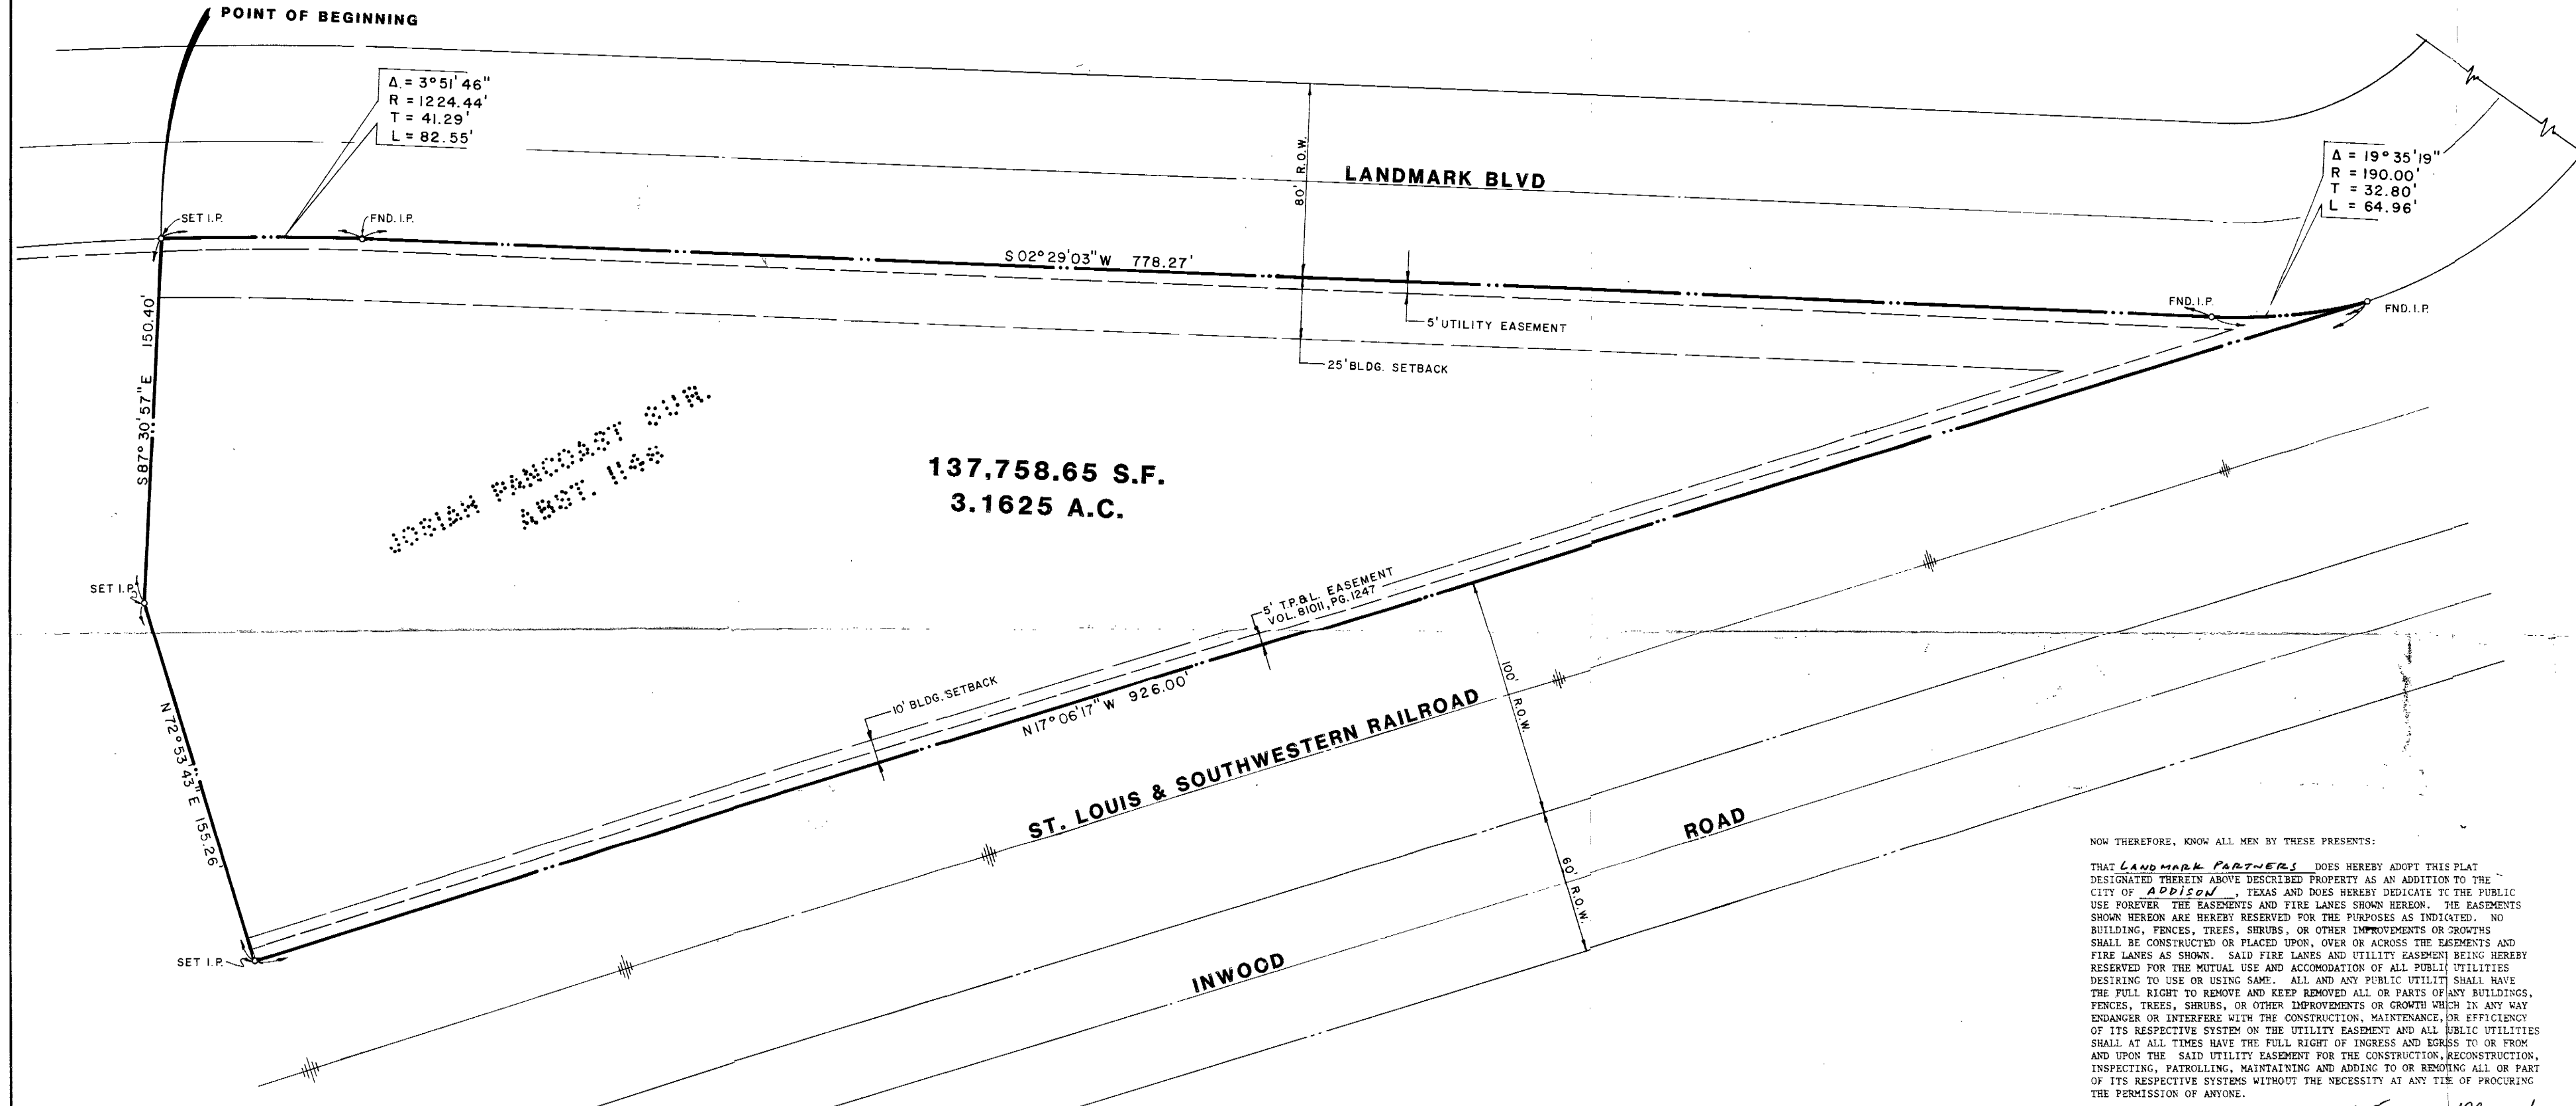 POINT OF BEGINNING
Δ = 3°51'46"
R = 1224.44'
T = 41.29'
L = 82.55'
80' R.O.W.
LANDMARK BLVD
Δ = 19°35'19"
R = 190.00'
T = 32.80'
L = 64.96'
SET I.P.
FND. I.P.
S 02°29'03" W 778.27'
FND. I.P.
FND. I.P.
5' UTILITY EASEMENT
25' BLDG. SETBACK
S 87°30'57" E 150.40'
JOSIAH PANCOAST SUR.
ABST. 1146
137,758.65 S.F.
3.1625 A.C.
SET I.P.
5' T.P.&L. EASEMENT
VOL. 81011, PG. 1247
10' BLDG. SETBACK
N 17°06'17" W 926.00'
N 72°53'43" E 155.26'
100' R.O.W.
ST. LOUIS & SOUTHWESTERN RAILROAD
60' R.O.W.
INWOOD ROAD
SET I.P.
NOW THEREFORE, KNOW ALL MEN BY THESE PRESENTS:
THAT LANDMARK PARTNERS DOES HEREBY ADOPT THIS PLAT
DESIGNATED THEREIN ABOVE DESCRIBED PROPERTY AS AN ADDITION TO THE
CITY OF ADDISON, TEXAS AND DOES HEREBY DEDICATE TO THE PUBLIC
USE FOREVER THE EASEMENTS AND FIRE LANES SHOWN HEREON. THE EASEMENTS
SHOWN HEREON ARE HEREBY RESERVED FOR THE PURPOSES AS INDICATED. NO
BUILDING, FENCES, TREES, SHRUBS, OR OTHER IMPROVEMENTS OR GROWTHS
SHALL BE CONSTRUCTED OR PLACED UPON, OVER OR ACROSS THE EASEMENTS AND
FIRE LANES AS SHOWN. SAID FIRE LANES AND UTILITY EASEMENT BEING HEREBY
RESERVED FOR THE MUTUAL USE AND ACCOMODATION OF ALL PUBLIC UTILITIES
DESIRING TO USE OR USING SAME. ALL AND ANY PUBLIC UTILITY SHALL HAVE
THE FULL RIGHT TO REMOVE AND KEEP REMOVED ALL OR PARTS OF ANY BUILDINGS,
FENCES, TREES, SHRUBS, OR OTHER IMPROVEMENTS OR GROWTH WHICH IN ANY WAY
ENDANGER OR INTERFERE WITH THE CONSTRUCTION, MAINTENANCE, OR EFFICIENCY
OF ITS RESPECTIVE SYSTEM ON THE UTILITY EASEMENT AND ALL PUBLIC UTILITIES
SHALL AT ALL TIMES HAVE THE FULL RIGHT OF INGRESS AND EGRESS TO OR FROM
AND UPON THE SAID UTILITY EASEMENT FOR THE CONSTRUCTION, RECONSTRUCTION,
INSPECTING, PATROLLING, MAINTAINING AND ADDING TO OR REMOVING ALL OR PART
OF ITS RESPECTIVE SYSTEMS WITHOUT THE NECESSITY AT ANY TIME OF PROCURING
THE PERMISSION OF ANYONE.